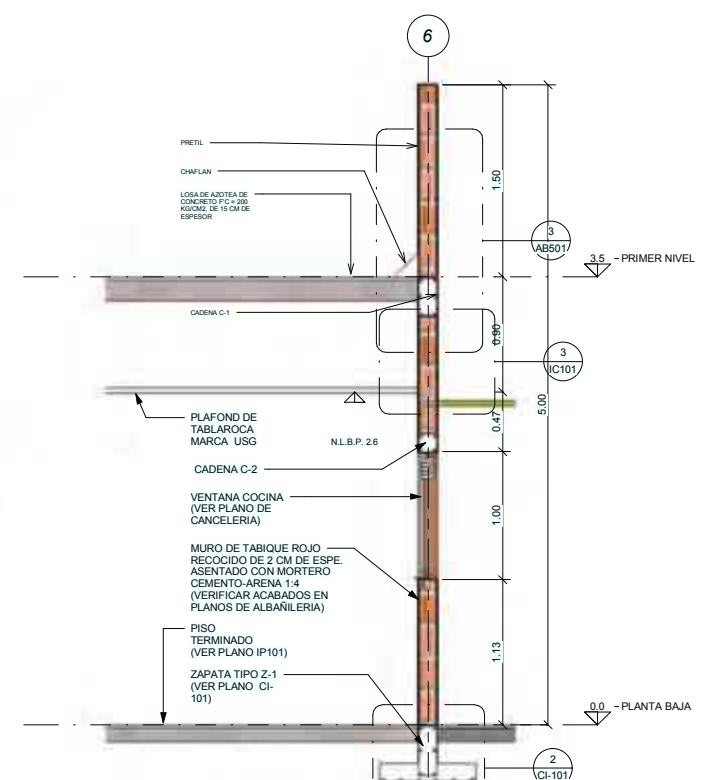 6
PRETIL
CHAFLAN
LOSA DE AZOTEA DE
CONCRETO F'C = 200
KG/CM2, DE 15 CM DE
ESPESOR
1.50
3
AB501
3.5 - PRIMER NIVEL
CADENA C-1
0.90
3
IC101
5.00
PLAFOND DE
TABLAROCA
MARCA USG
N.L.B.P. 2.6
0.47
CADENA C-2
VENTANA COCINA
(VER PLANO DE
CANCELERIA)
1.00
MURO DE TABIQUE ROJO
RECOCIDO DE 2 CM DE ESPE.
ASENTADO CON MORTERO
CEMENTO-ARENA 1:4
(VERIFICAR ACABADOS EN
PLANOS DE ALBAÑILERIA)
1.13
PISO
TERMINADO
(VER PLANO IP101)
ZAPATA TIPO Z-1
(VER PLANO CI-
101)
0.0 - PLANTA BAJA
2
CI-101